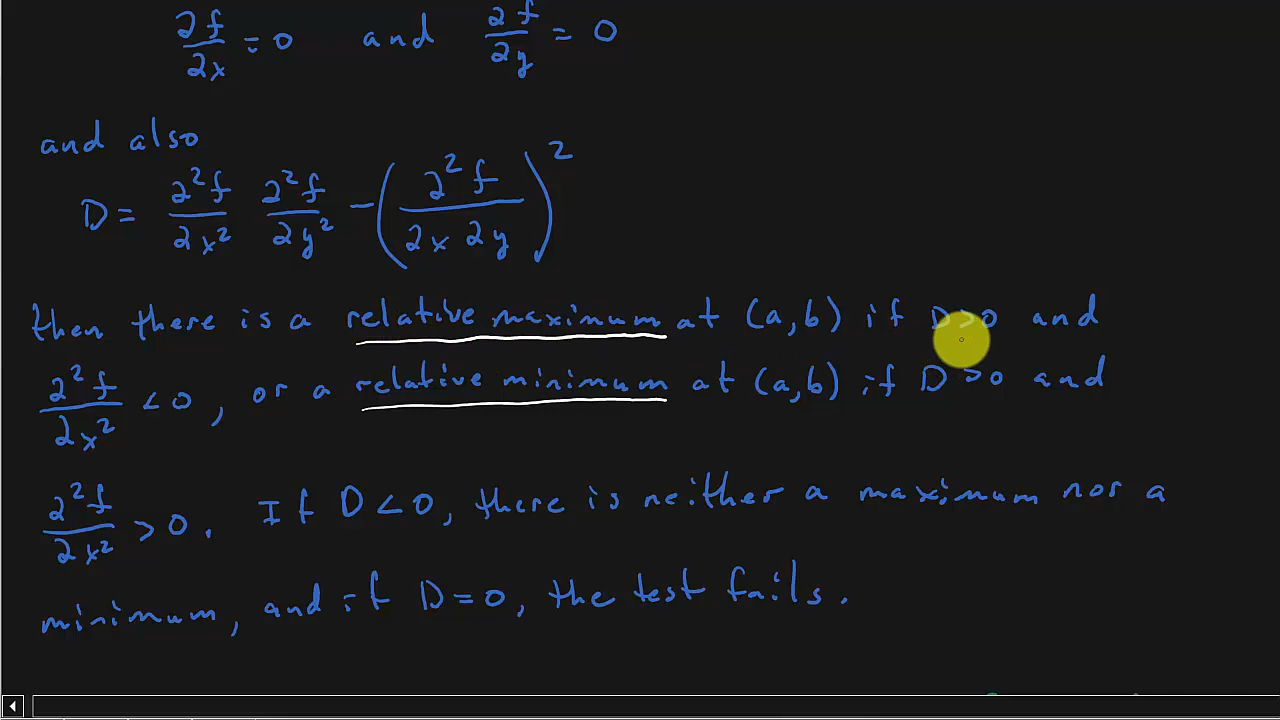 ∂f/∂x = 0 and ∂f/∂y = 0
and also
D = ∂²f/∂x² ∂²f/∂y² - (∂²f/∂x ∂y)²
then there is a relative maximum at (a,b) if D>0 and
∂²f/∂x² < 0, or a relative minimum at (a,b) if D>0 and
∂²f/∂x² > 0. If D<0, there is neither a maximum nor a
minimum, and if D=0, the test fails.